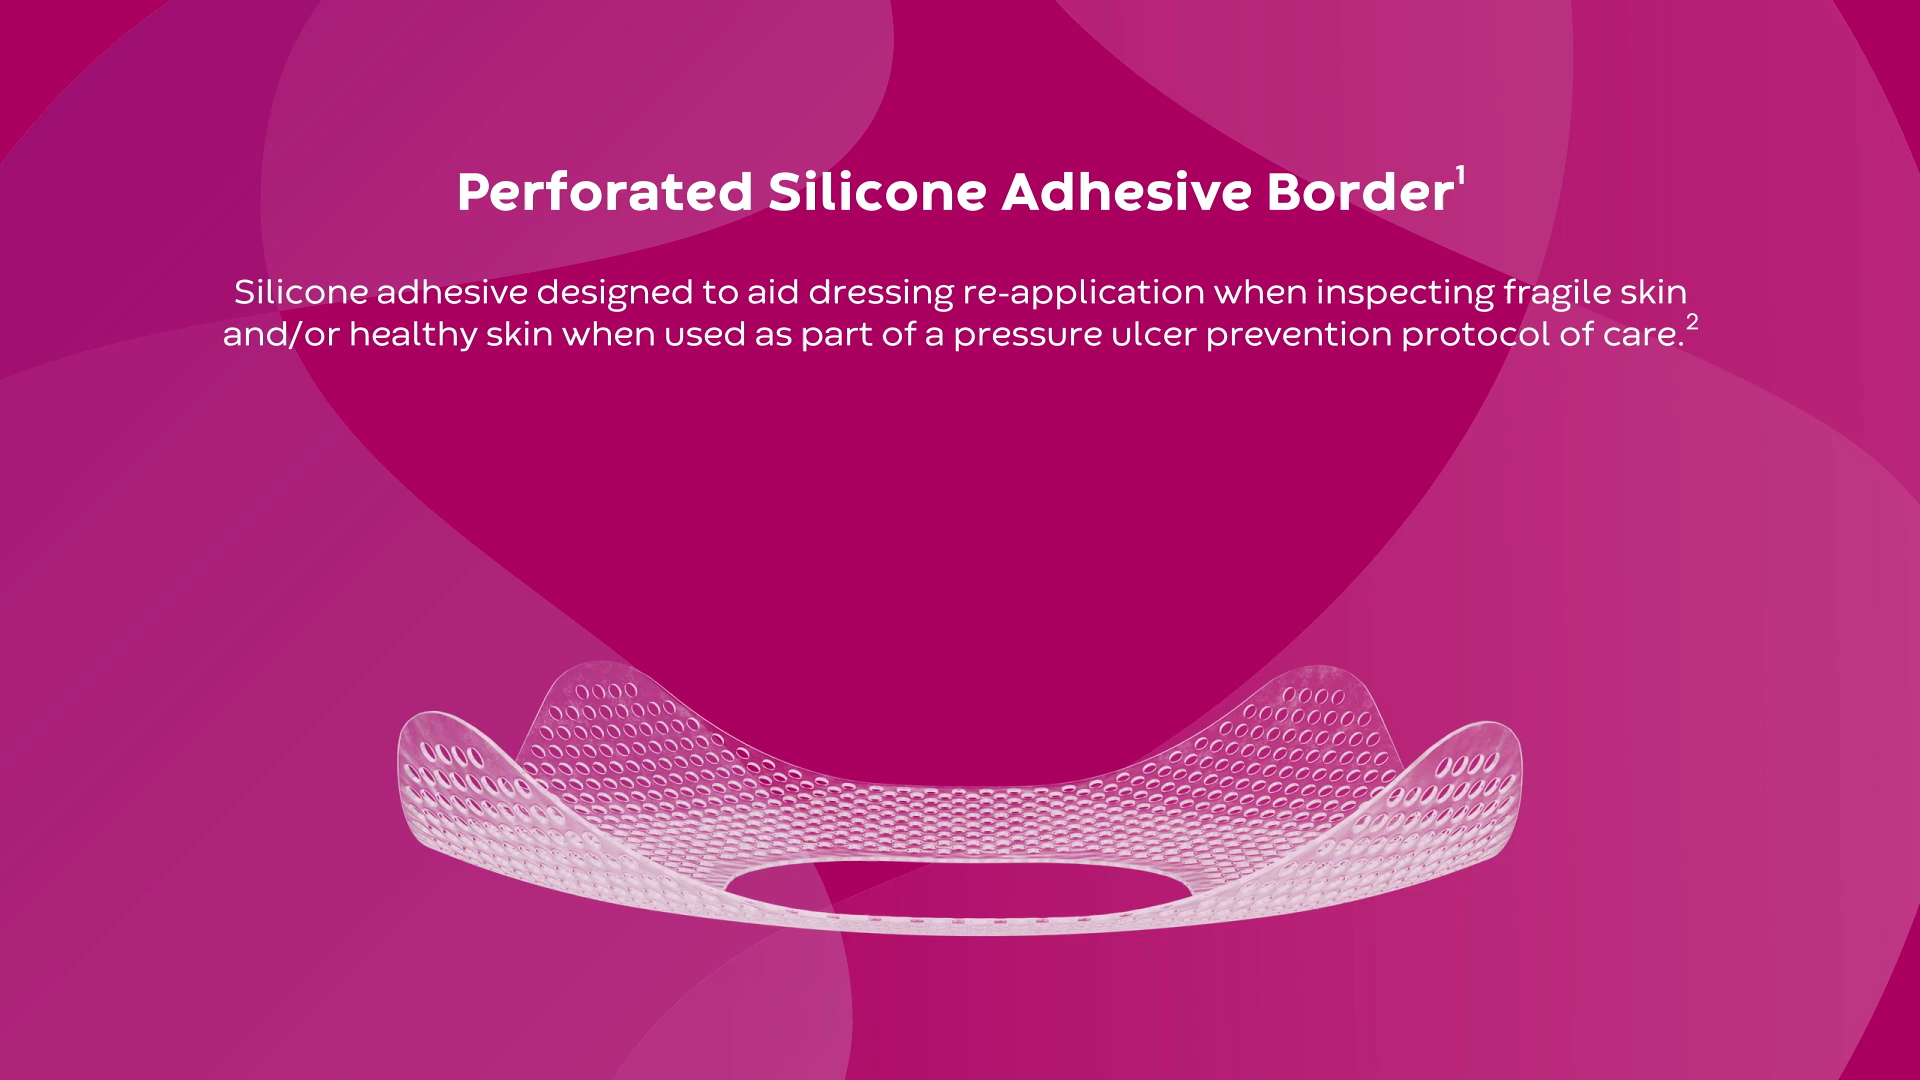 Perforated Silicone Adhesive Border¹
Silicone adhesive designed to aid dressing re-application when inspecting fragile skin
and/or healthy skin when used as part of a pressure ulcer prevention protocol of care.²